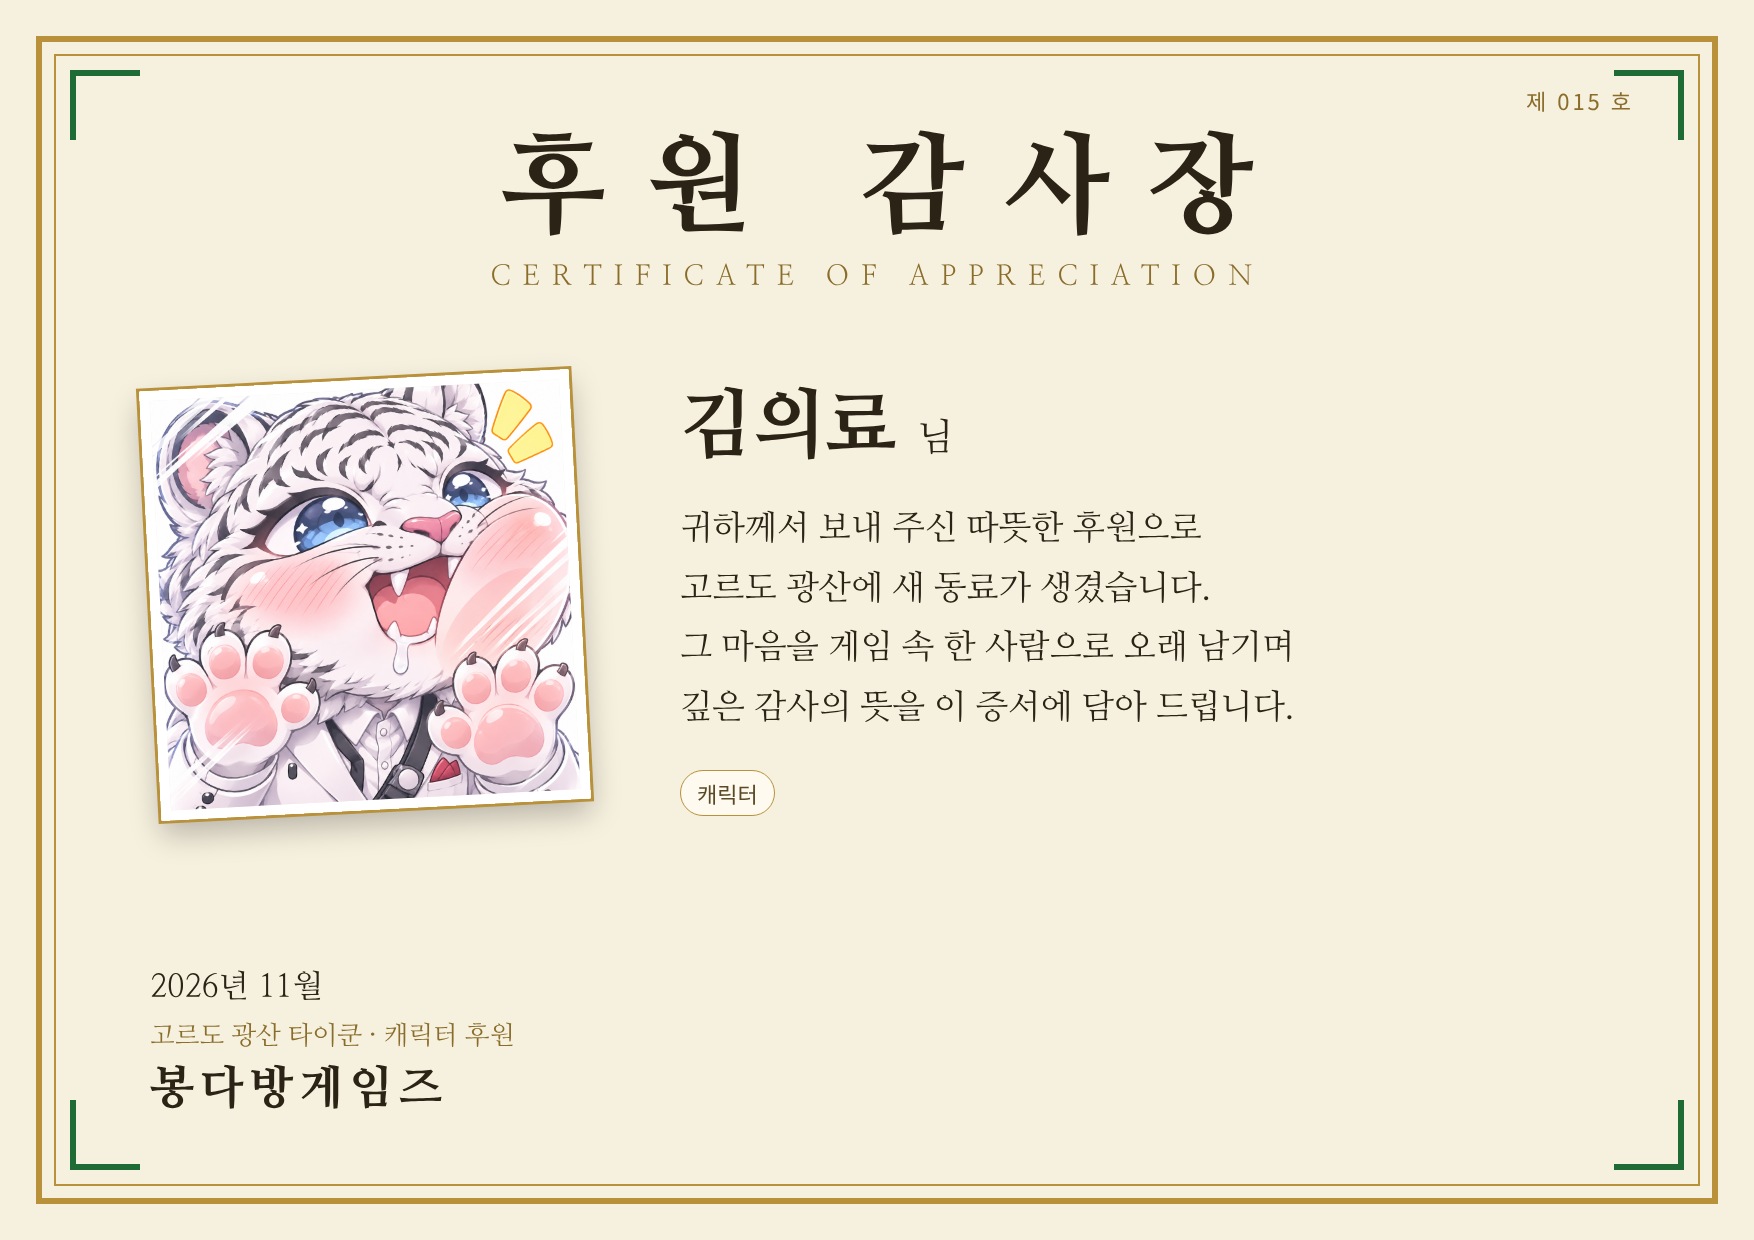 제 015 호
후원 감사장
CERTIFICATE OF APPRECIATION
김의료 님
귀하께서 보내 주신 따뜻한 후원으로
고르도 광산에 새 동료가 생겼습니다.
그 마음을 게임 속 한 사람으로 오래 남기며
깊은 감사의 뜻을 이 증서에 담아 드립니다.
캐릭터
2026년 11월
고르도 광산 타이쿤 · 캐릭터 후원
봉다방게임즈